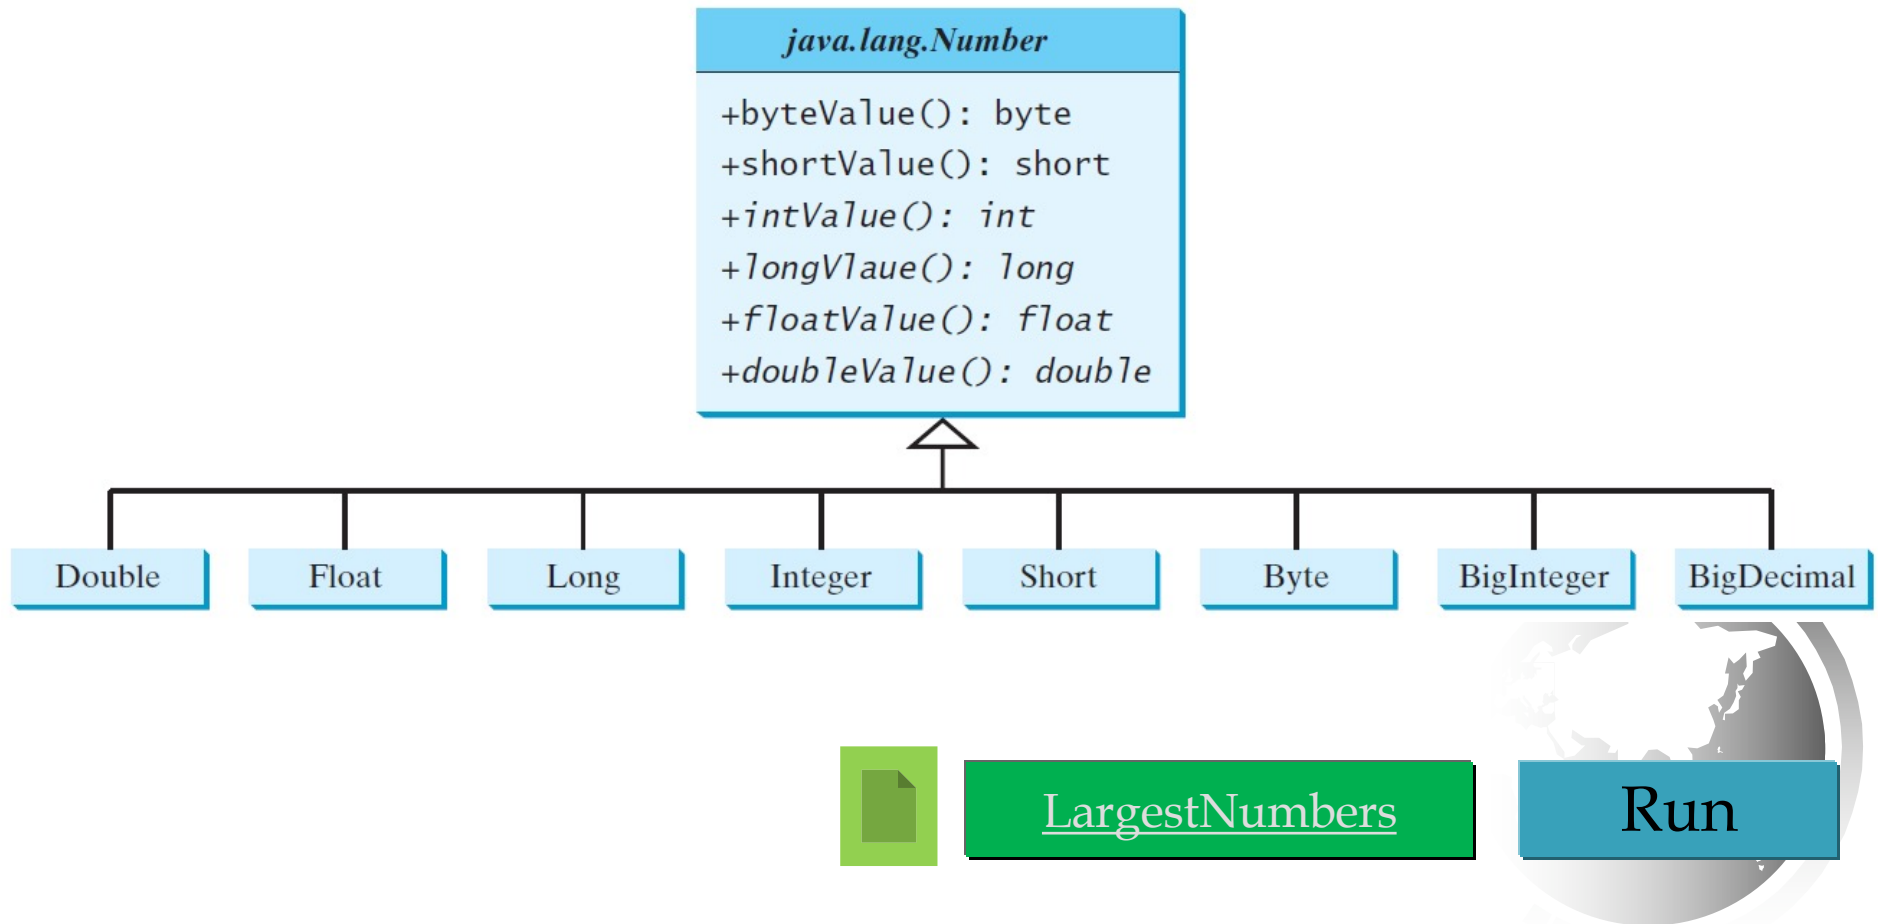 java.lang.Number
+byteValue(): byte
+shortValue(): short
+intValue(): int
+longVlaue(): long
+floatValue(): float
+doubleValue(): double
Double Float Long Integer Short Byte BigInteger BigDecimal
LargestNumbers Run